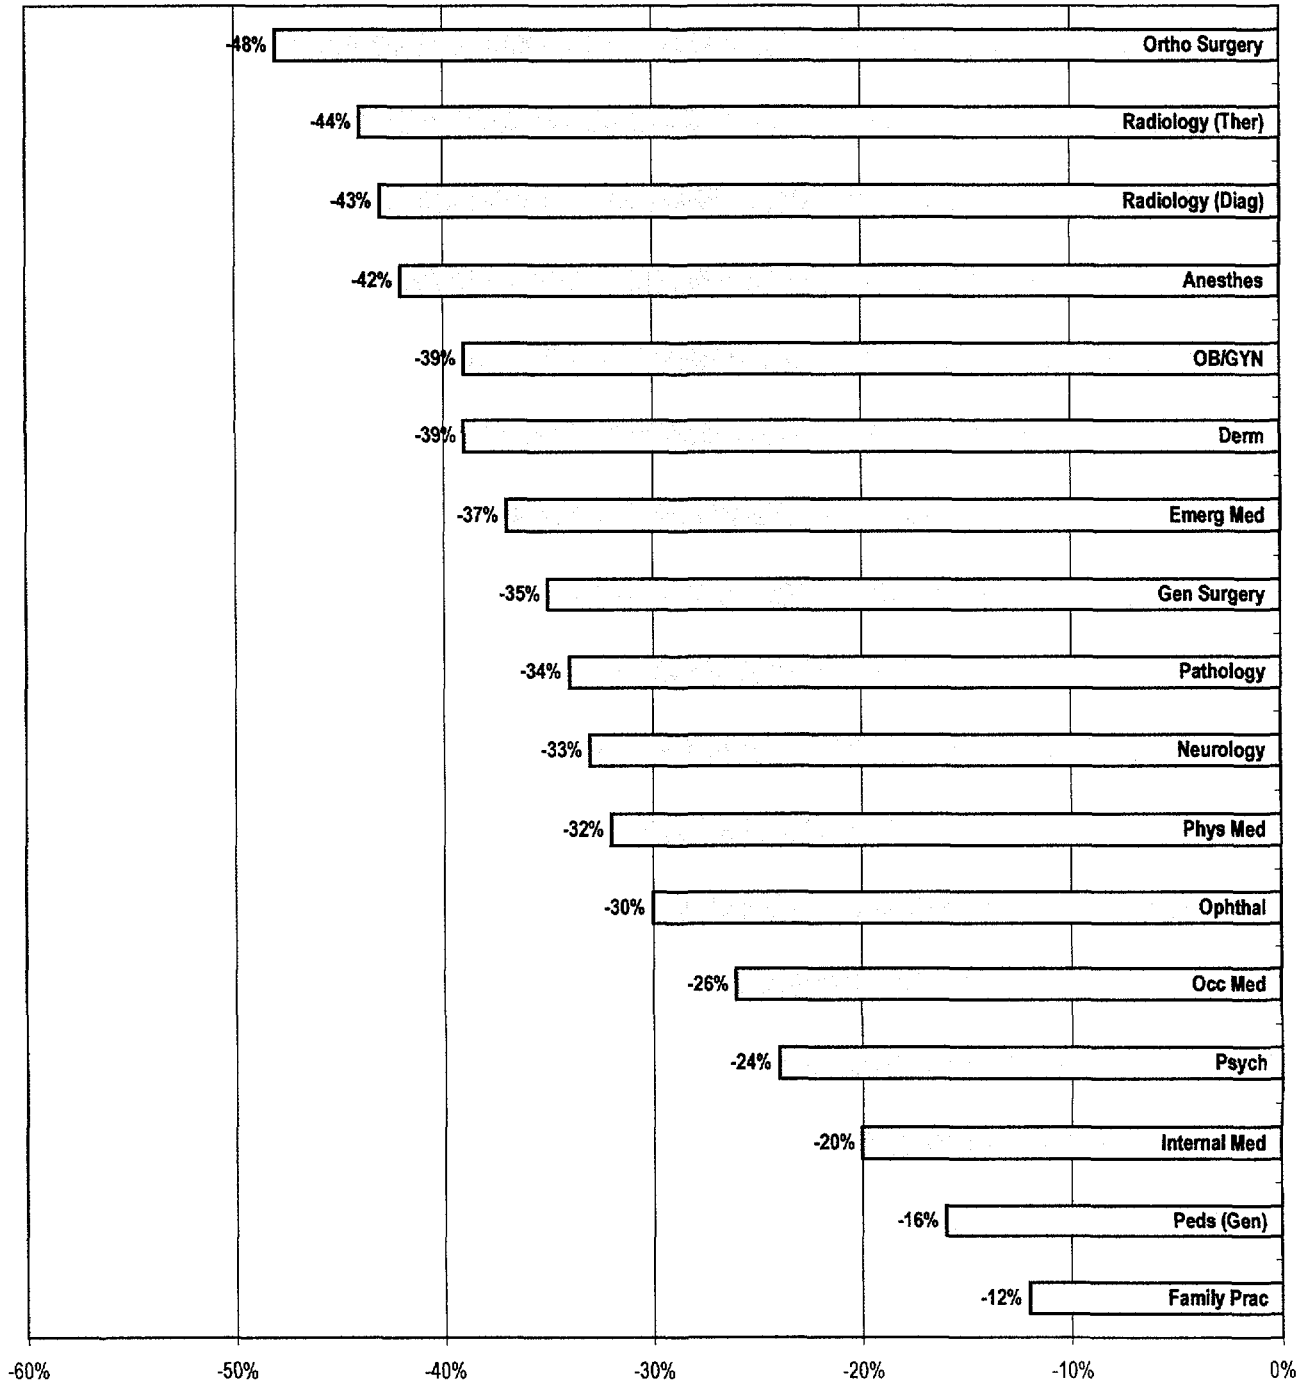 -48% Ortho Surgery
-44% Radiology (Ther)
-43% Radiology (Diag)
-42% Anesthes
-39% OB/GYN
-39% Derm
-37% Emerg Med
-35% Gen Surgery
-34% Pathology
-33% Neurology
-32% Phys Med
-30% Ophthal
-26% Occ Med
-24% Psych
-20% Internal Med
-16% Peds (Gen)
-12% Family Prac
-60% -50% -40% -30% -20% -10% 0%